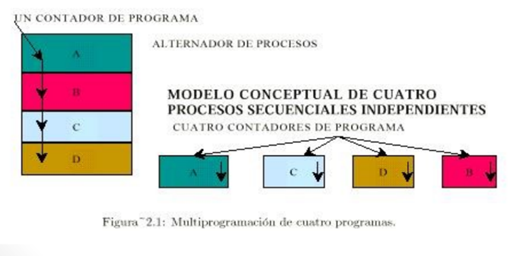 UN CONTADOR DE PROGRAMA
ALTERNADOR DE PROCESOS
A
B
C
D
MODELO CONCEPTUAL DE CUATRO
PROCESOS SECUENCIALES INDEPENDIENTES
CUATRO CONTADORES DE PROGRAMA
A C D B
Figura~2.1: Multiprogramación de cuatro programas.